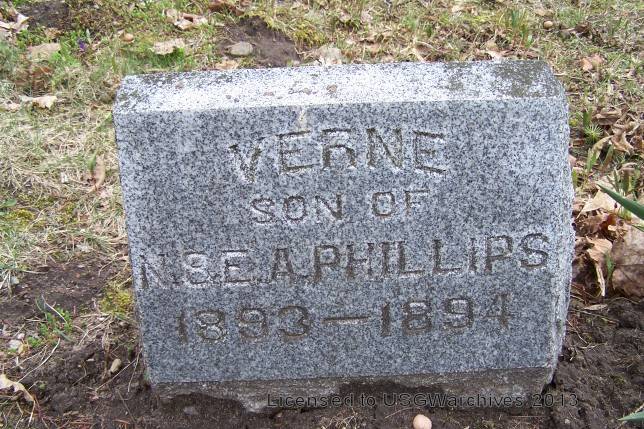 VERNE
SON OF
N.&E.A.PHILLIPS
1893—1894
Licensed to USGWarchives 2013